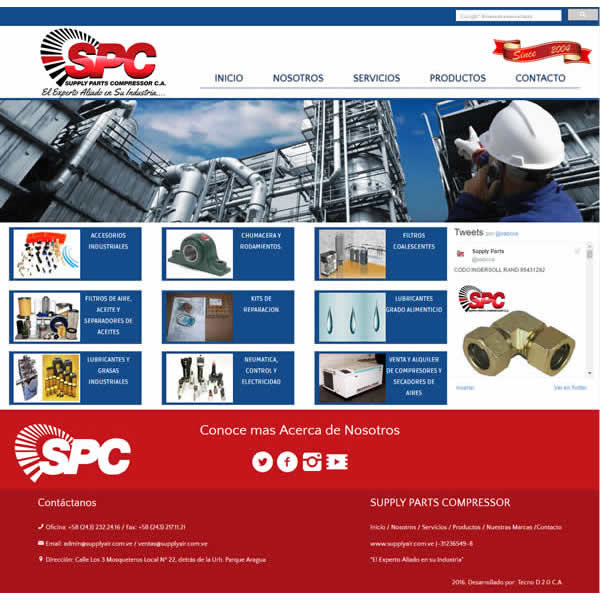 SPC
SUPPLY PARTS COMPRESSOR C.A.
El Experto Aliado en Su Industria....
Since 2004
INICIO NOSOTROS SERVICIOS PRODUCTOS CONTACTO
ACCESORIOS
INDUSTRIALES
CHUMACERA Y
RODAMIENTOS.
FILTROS
COALESCENTES
FILTROS DE AIRE,
ACEITE Y
SEPARADORES DE
ACEITES
KITS DE
REPARACION
LUBRICANTES
GRADO ALIMENTICIO
LUBRICANTES Y
GRASAS
INDUSTRIALES
NEUMATICA,
CONTROL Y
ELECTRICIDAD
VENTA Y ALQUILER
DE COMPRESORES Y
SECADORES DE
AIRES
Tweets por
Supply Parts
CODO INGERSOLL RAND 95431282
SPC
Insertar Ver en Twitter
SPC
Conoce mas Acerca de Nosotros
Contáctanos
Oficina: +58 (243) 232.24.16 / Fax: +58 (243) 217.11.21
Email: admin@supplyair.com.ve / ventas@supplyair.com.ve
Dirección: Calle Los 3 Mosqueteros Local Nº 22, detrás de la Urb. Parque Aragua
SUPPLY PARTS COMPRESSOR
Inicio / Nosotros / Servicios / Productos / Nuestras Marcas /Contacto
www.supplyair.com.ve J-31236549-8
"El Experto Aliado en su Industria"
2016. Desarrollado por: Tecno D 2.0 C.A.